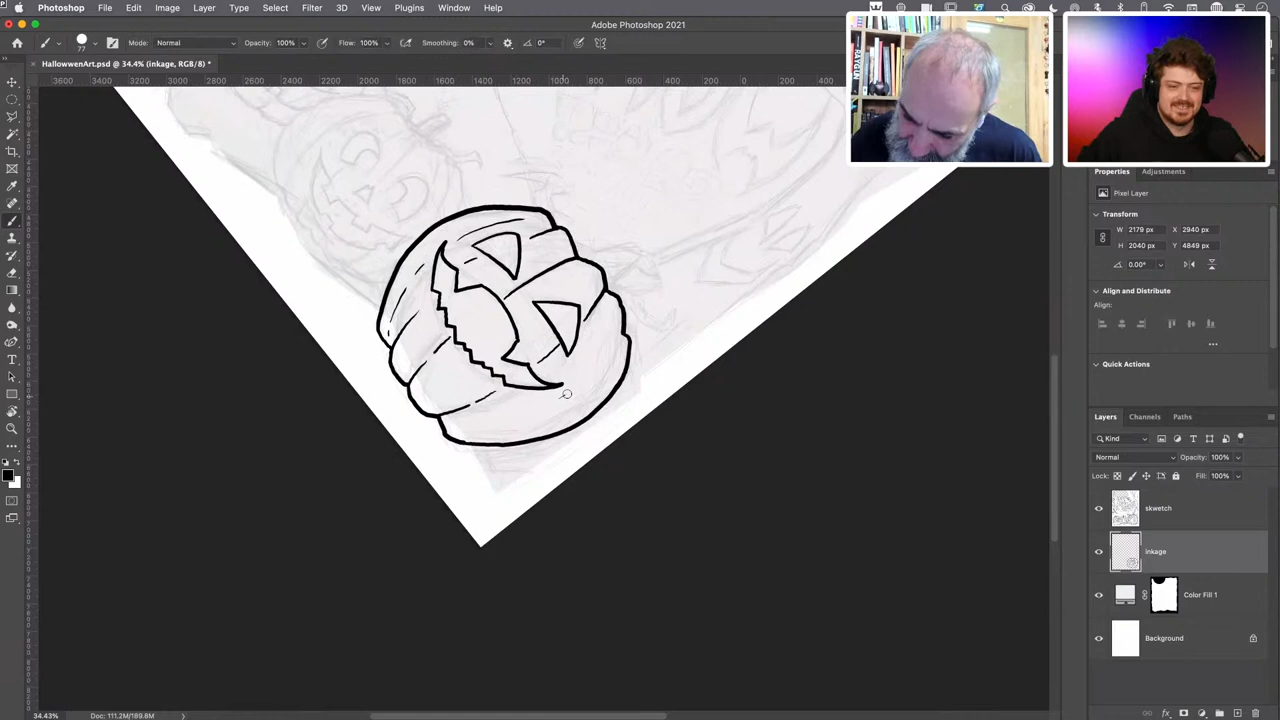 Photoshop File Edit Image Layer Type Select Filter 3D View Plugins Window Help
Adobe Photoshop 2021
77 Mode: Normal Opacity: 100% Flow: 100% Smoothing: 0% 0°
HallowwenArt.psd @ 34.4% (inkage, RGB/8) *
3600 3400 3200 3000 2800 2600 2400 2200 2000 1800 1600 1400 1200 1000 800 600 400 200 0 200 400
RAYGUN
Properties Adjustments
Pixel Layer
Transform
W 2179 px X 2940 px
H 2040 px Y 4849 px
0.00°
Align and Distribute
Align:
Quick Actions
Layers Channels Paths
Kind
Normal Opacity: 100%
Lock: Fill: 100%
skwetch
inkage
Color Fill 1
Background
34.43% Doc: 111.2M/189.8M